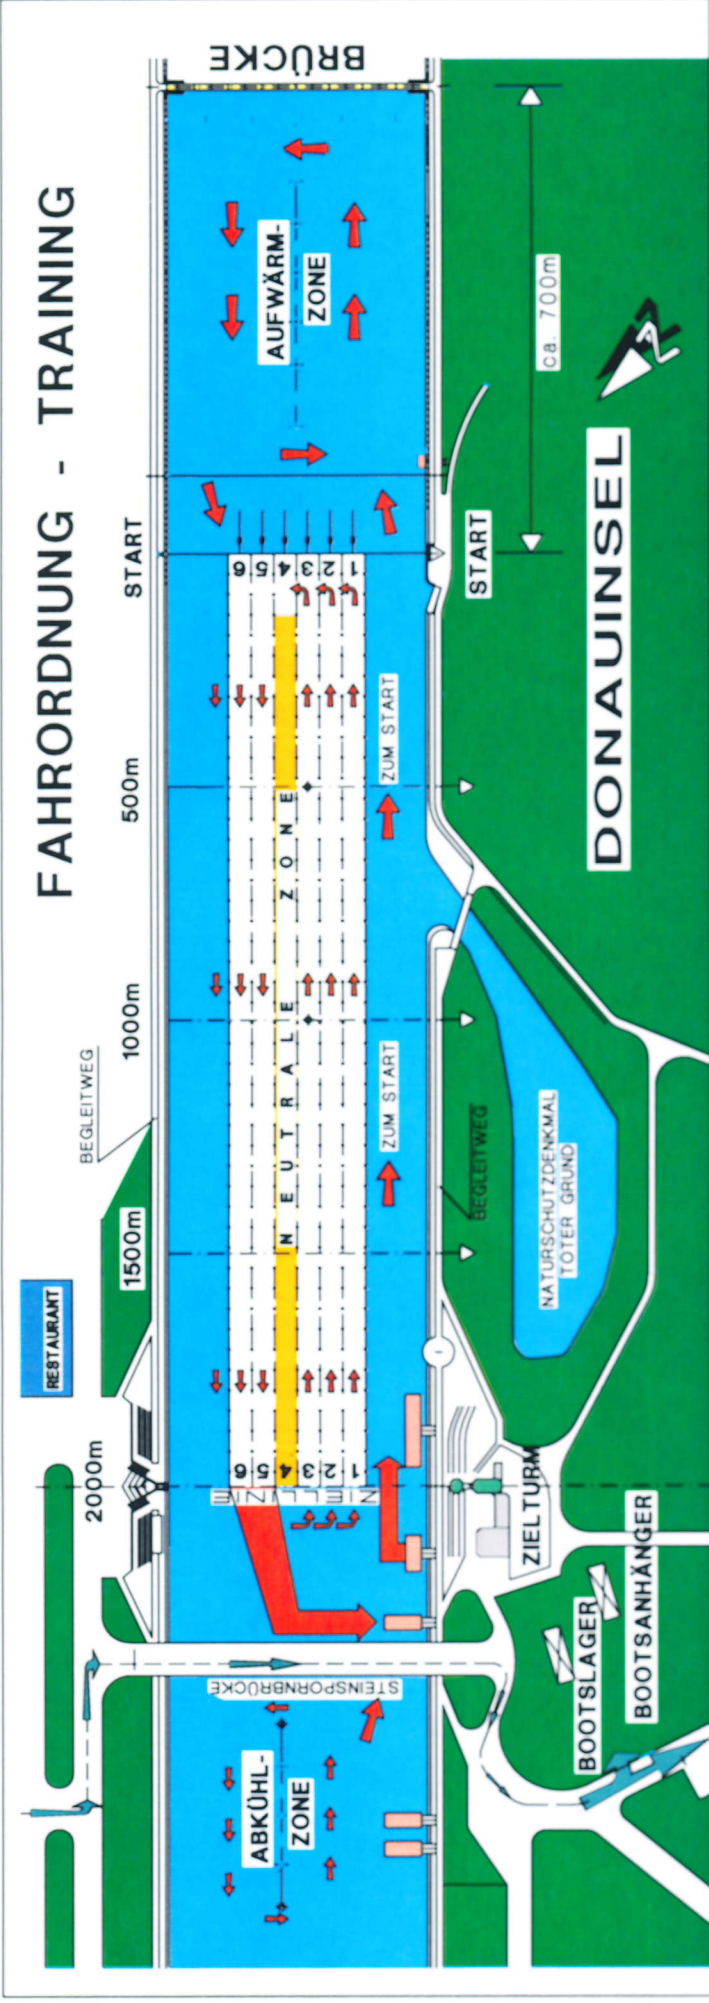 FAHRORDNUNG - TRAINING
BRÜCKE
AUFWÄRM-
ZONE
ca. 700m
START
START
6
5
4
3
2
1
DONAUINSEL
500m
ZUM START
NEUTRALE ZONE
1000m
ZUM START
BEGLEITWEG
BEGLEITWEG
NATURSCHUTZDENKMAL
TOTER GRUND
1500m
RESTAURANT
2000m
6
5
4
3
2
1
ZIELLINIE
ZIELTURM
BOOTSLAGER
BOOTSANHÄNGER
STEINSPORNBRÜCKE
ABKÜHL-
ZONE